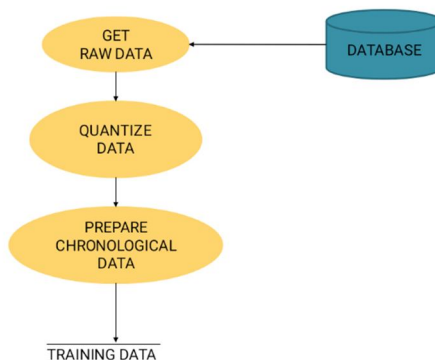 GET
RAW DATA
DATABASE
QUANTIZE
DATA
PREPARE
CHRONOLOGICAL
DATA
TRAINING DATA